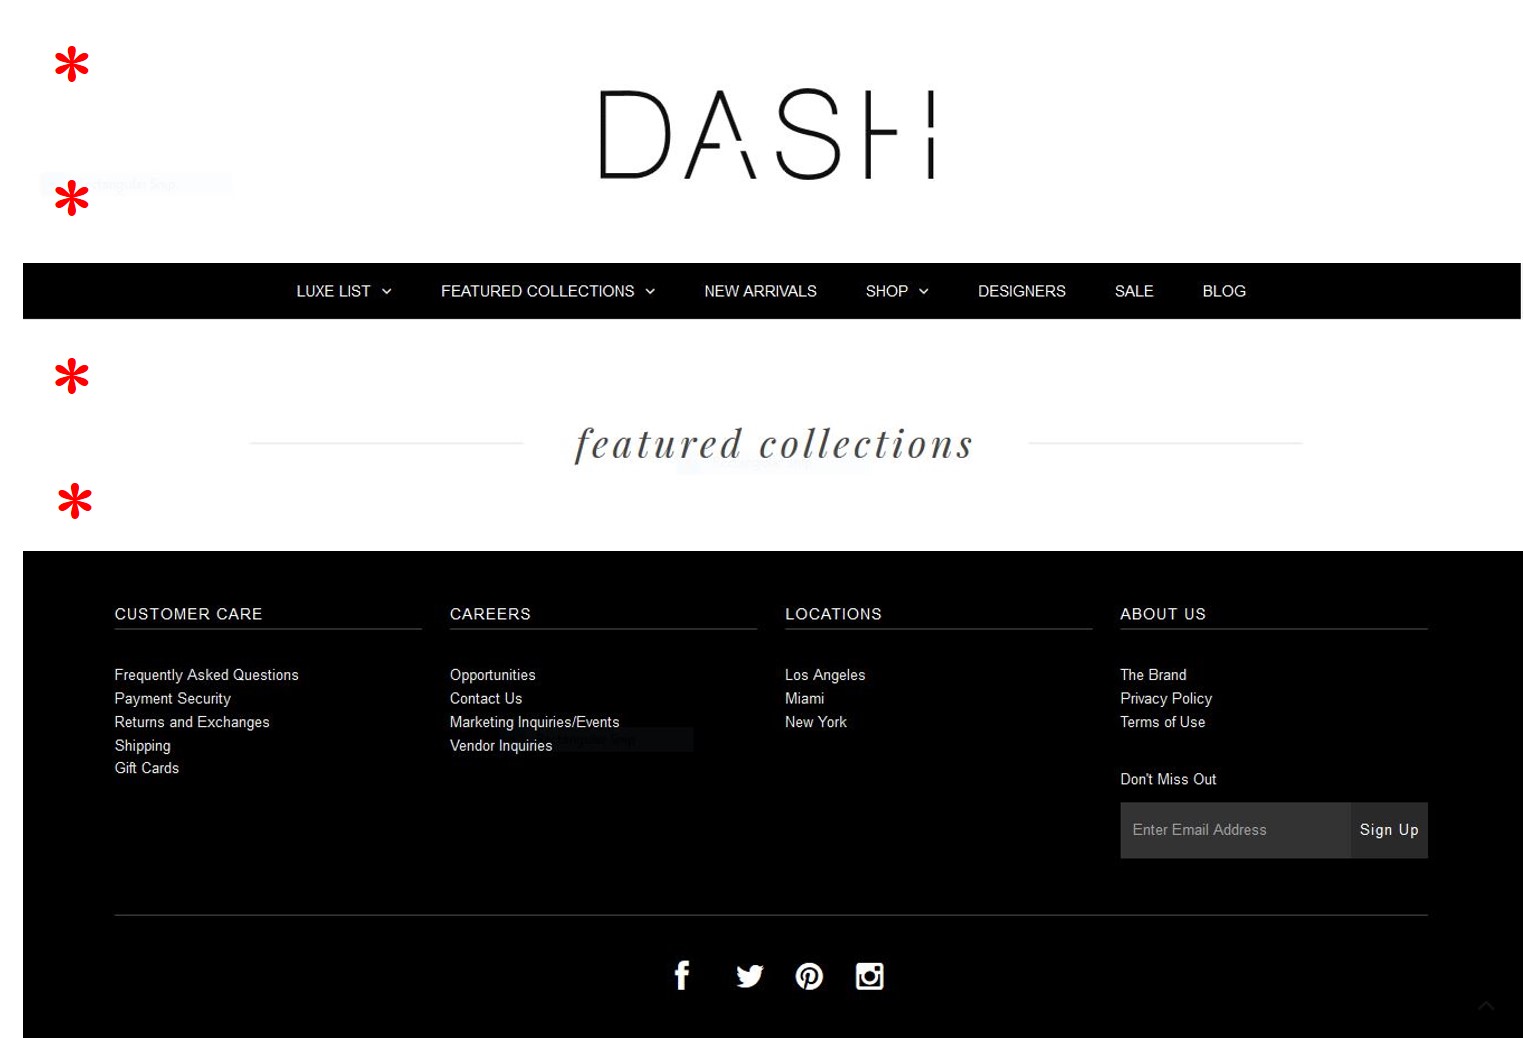 *
DASH
*
LUXE LIST FEATURED COLLECTIONS NEW ARRIVALS SHOP DESIGNERS SALE BLOG
*
featured collections
*
CUSTOMER CARE
Frequently Asked Questions
Payment Security
Returns and Exchanges
Shipping
Gift Cards
CAREERS
Opportunities
Contact Us
Marketing Inquiries/Events
Vendor Inquiries
LOCATIONS
Los Angeles
Miami
New York
ABOUT US
The Brand
Privacy Policy
Terms of Use
Don't Miss Out
Enter Email Address Sign Up